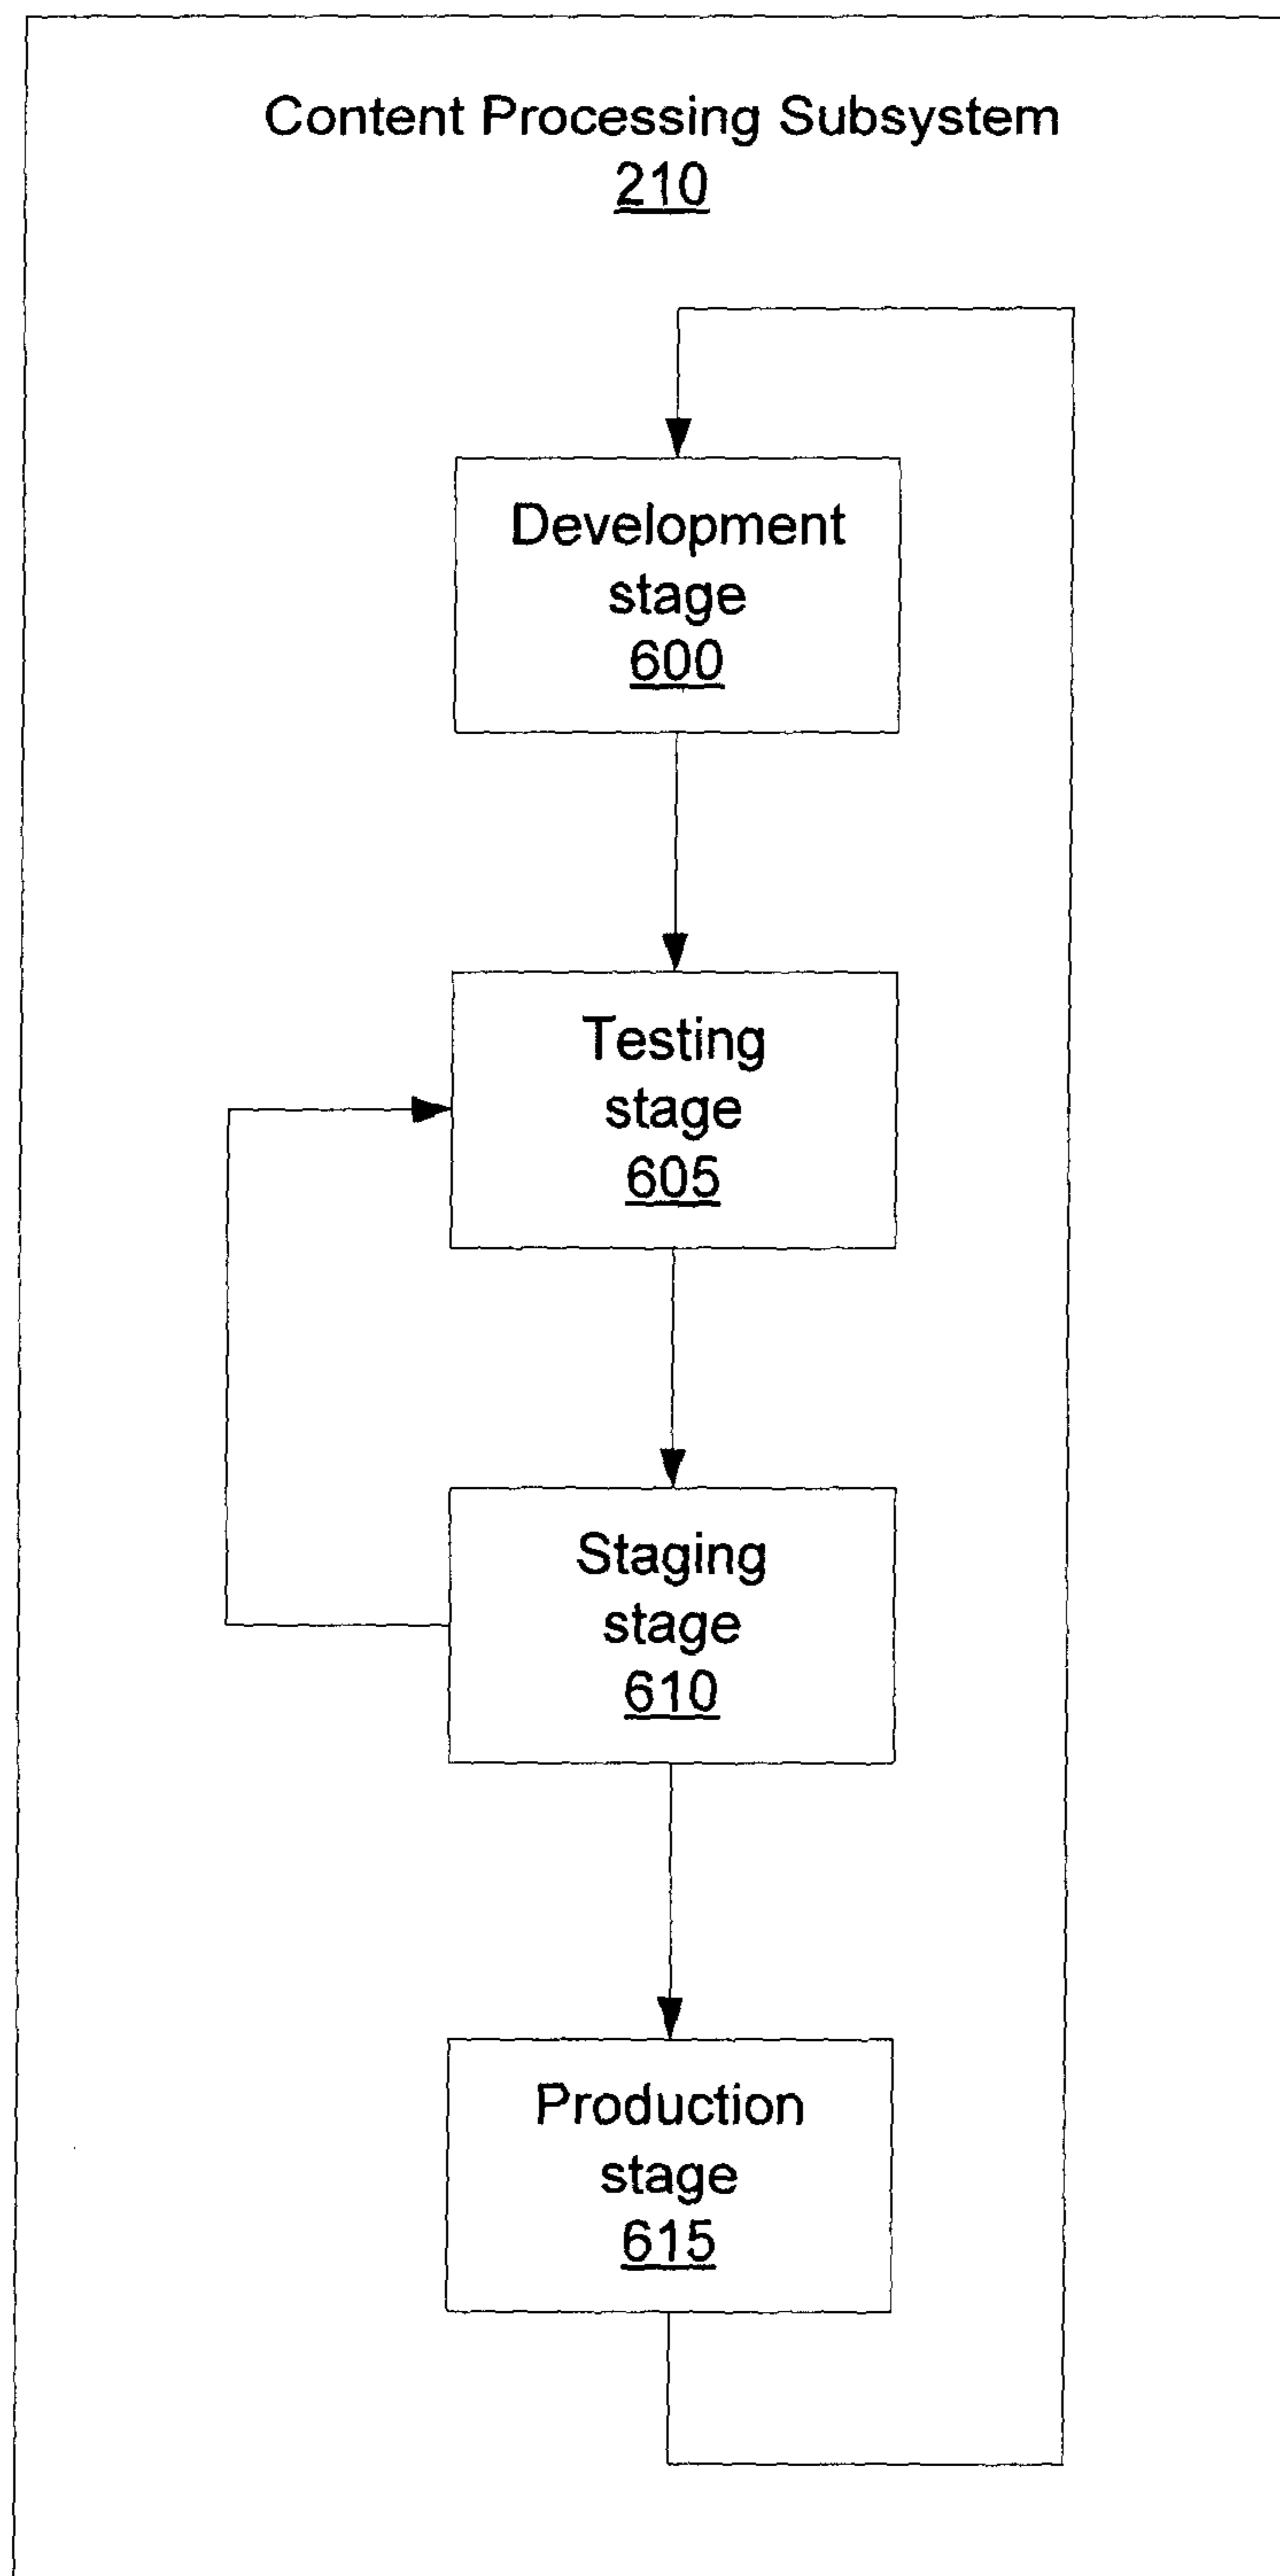 Content Processing Subsystem
210
Development
stage
600
Testing
stage
605
Staging
stage
610
Production
stage
615